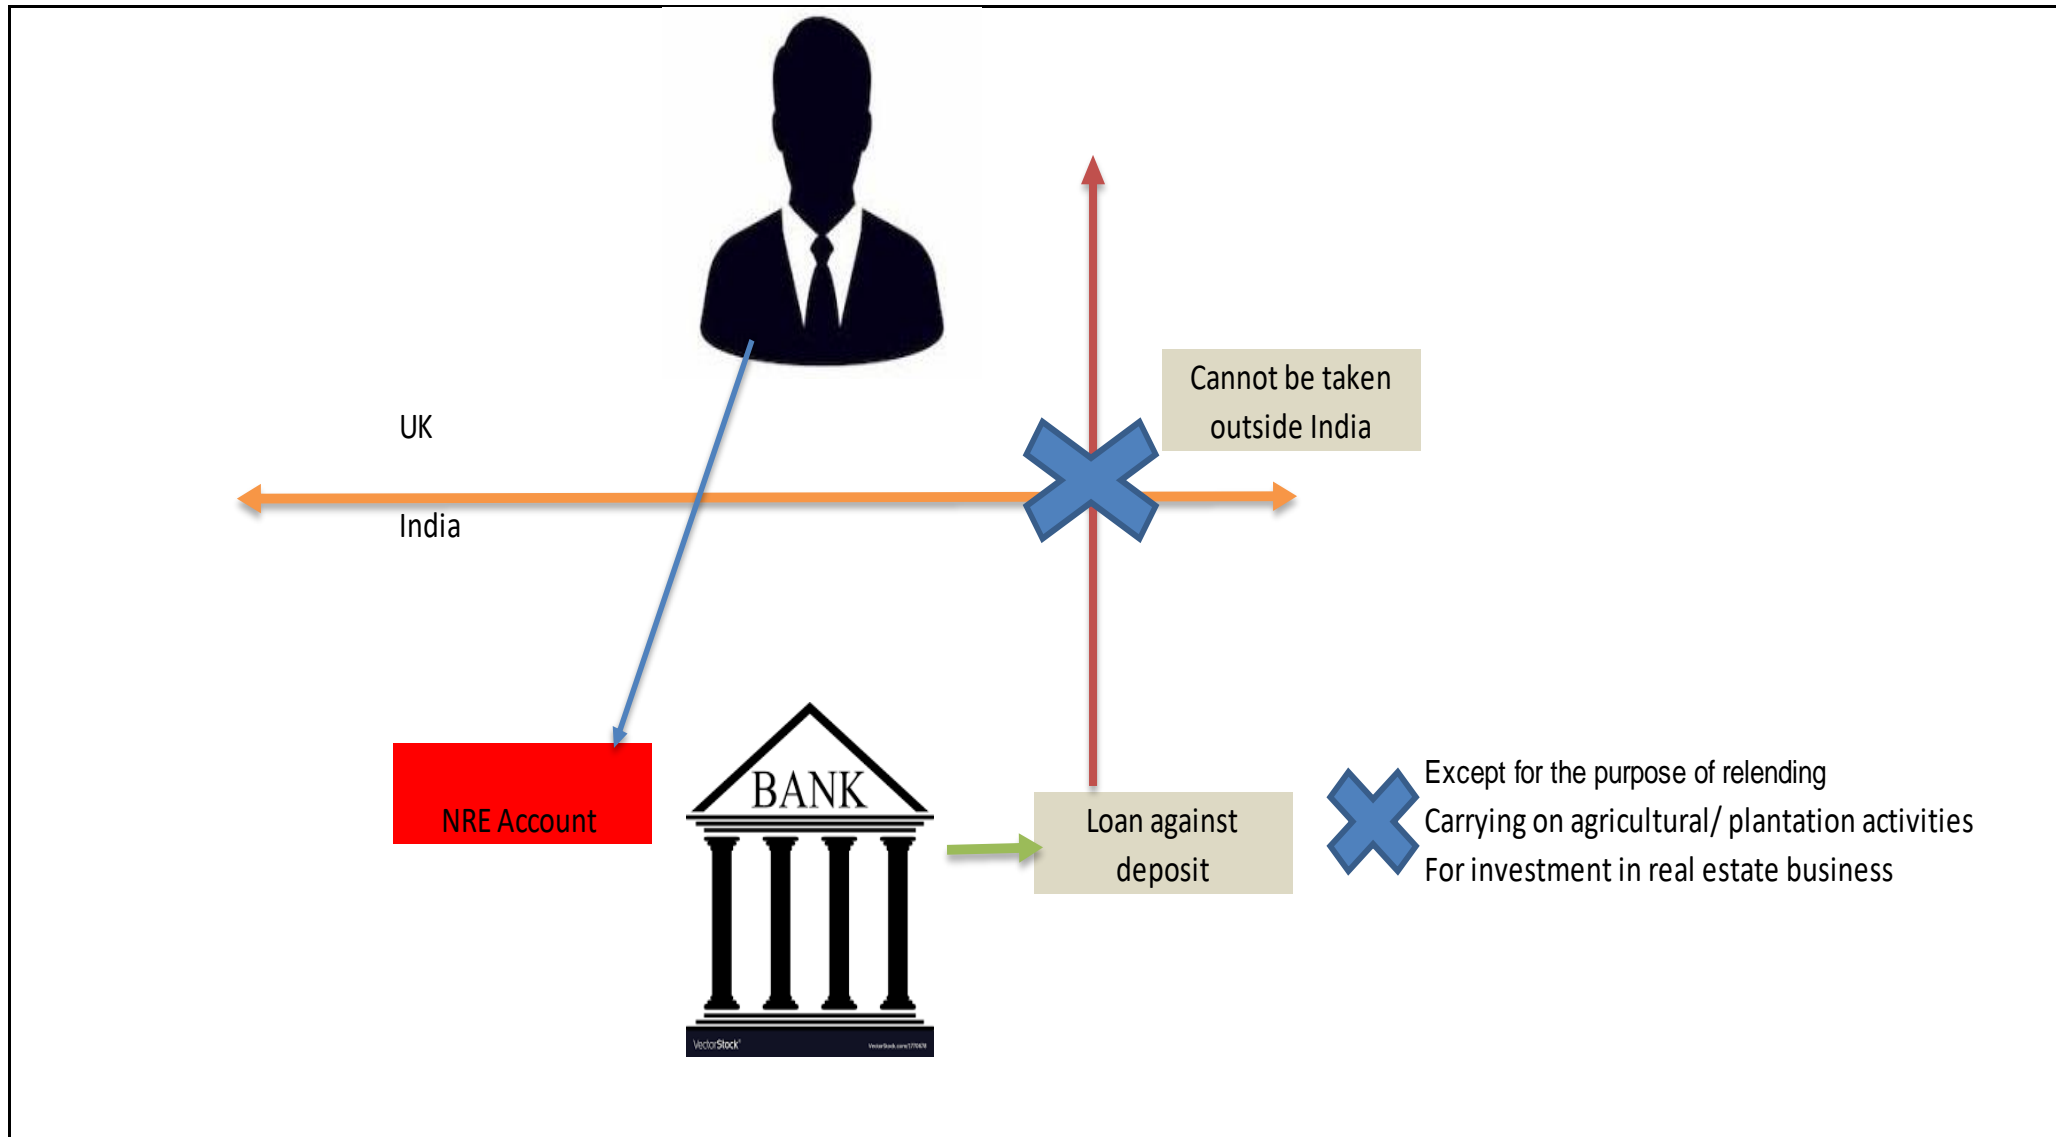 Cannot be taken
outside India
UK
India
NRE Account
BANK
Loan against
deposit
Except for the purpose of relending
Carrying on agricultural/ plantation activities
For investment in real estate business
VectorStock®